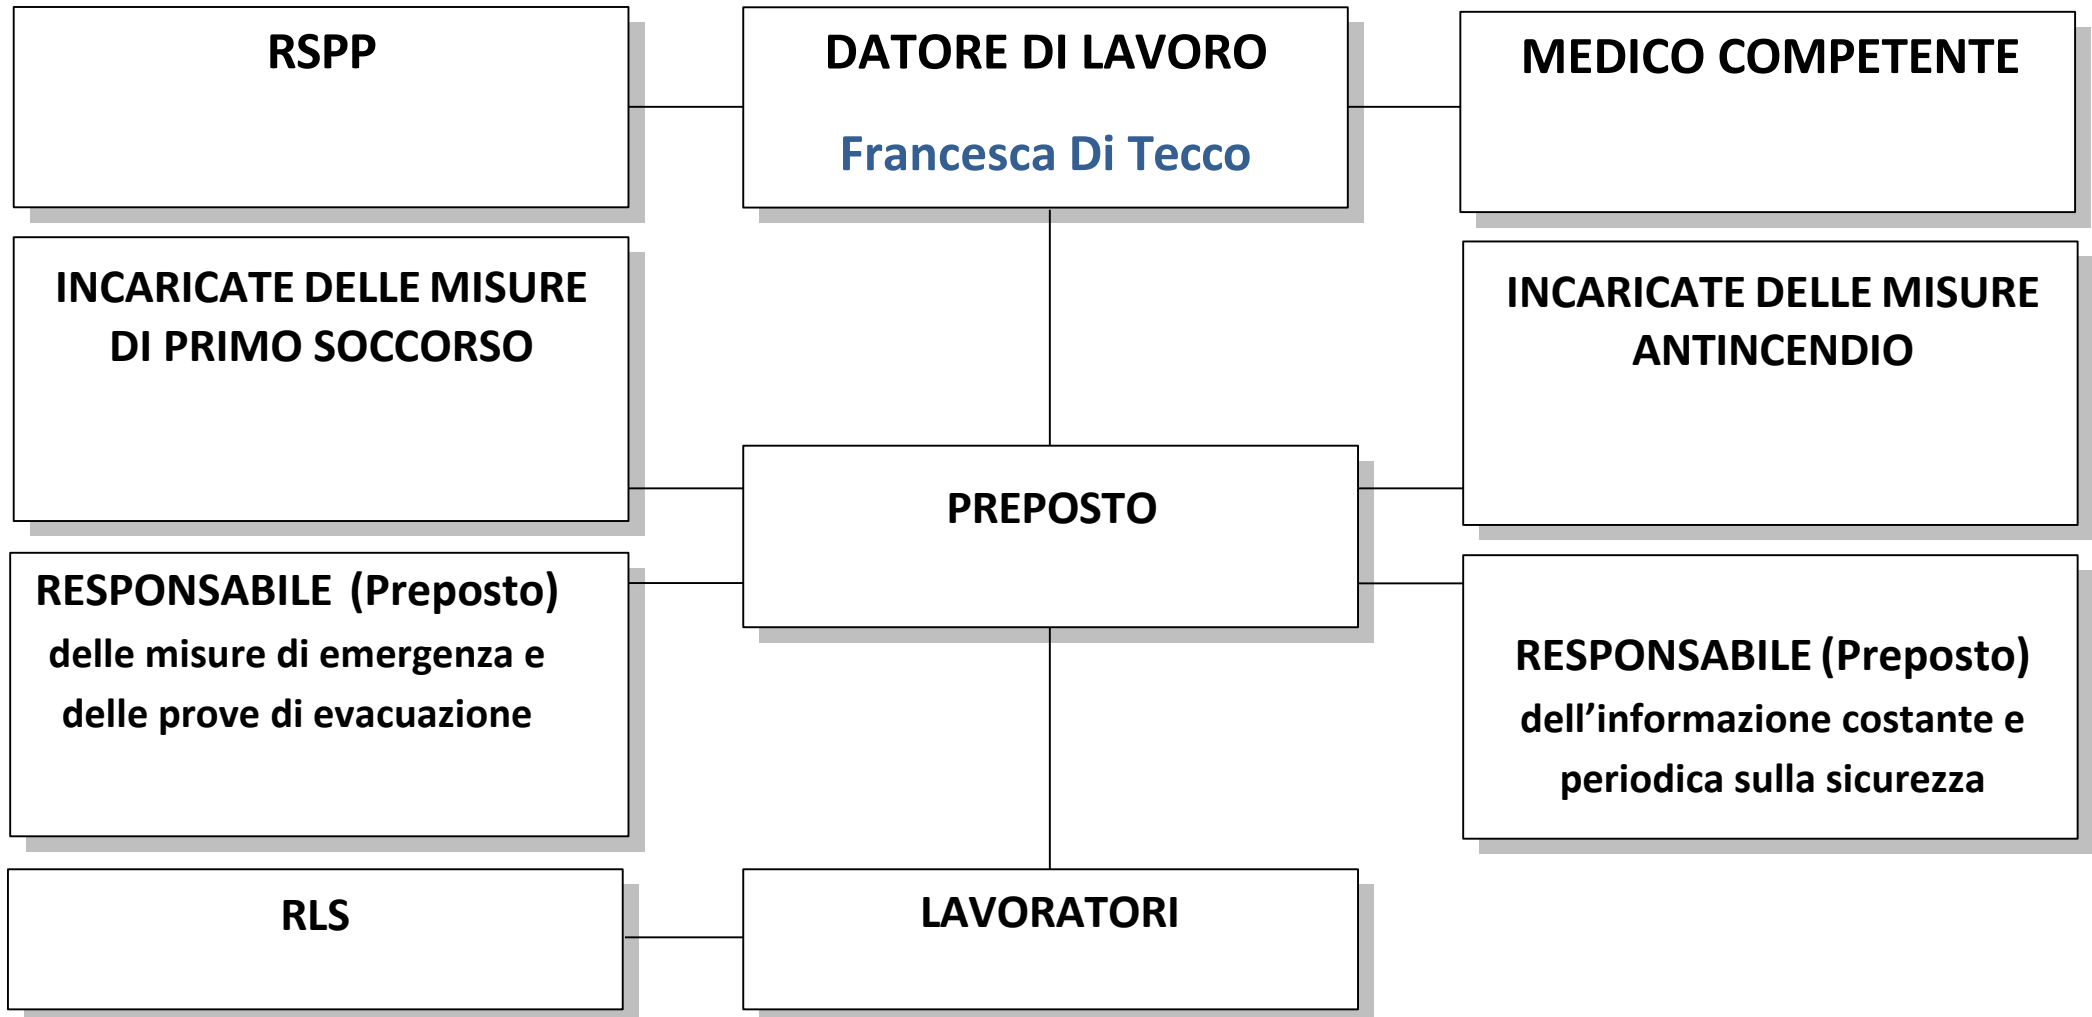 RSPP
DATORE DI LAVORO
Francesca Di Tecco
MEDICO COMPETENTE
INCARICATE DELLE MISURE
DI PRIMO SOCCORSO
INCARICATE DELLE MISURE
ANTINCENDIO
PREPOSTO
RESPONSABILE (Preposto)
delle misure di emergenza e
delle prove di evacuazione
RESPONSABILE (Preposto)
dell’informazione costante e
periodica sulla sicurezza
RLS
LAVORATORI